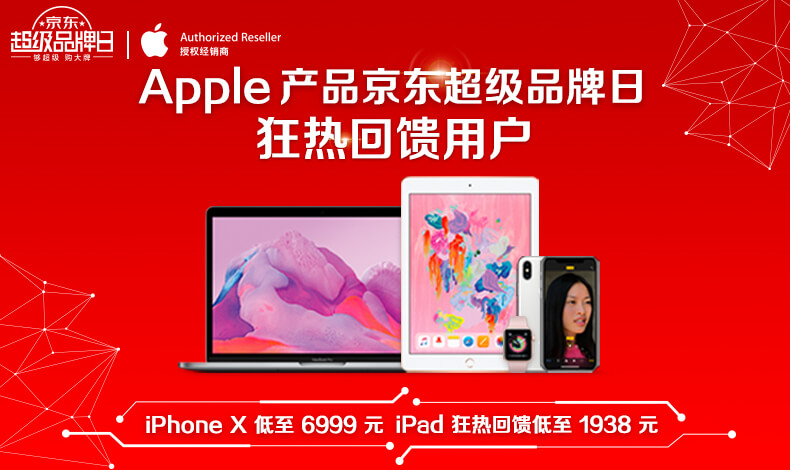 京东
超级品牌日
够超级 购大牌
Authorized Reseller
授权经销商
Apple 产品京东超级品牌日
狂热回馈用户
MacBook Pro
iPhone X 低至 6999 元 iPad 狂热回馈低至 1938 元